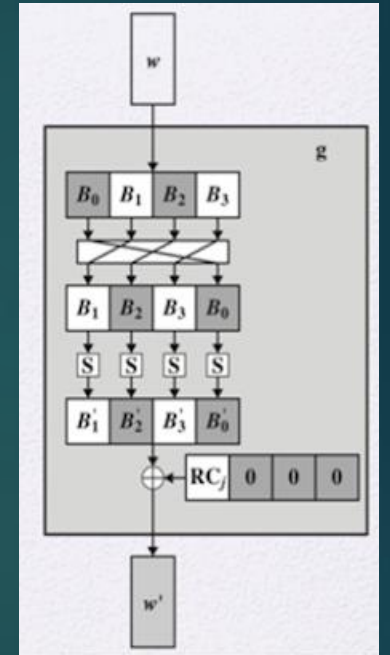 w
g
B₀ B₁ B₂ B₃
B₁ B₂ B₃ B₀
S S S S
B'₁ B'₂ B'₃ B'₀
RCⱼ 0 0 0
w'